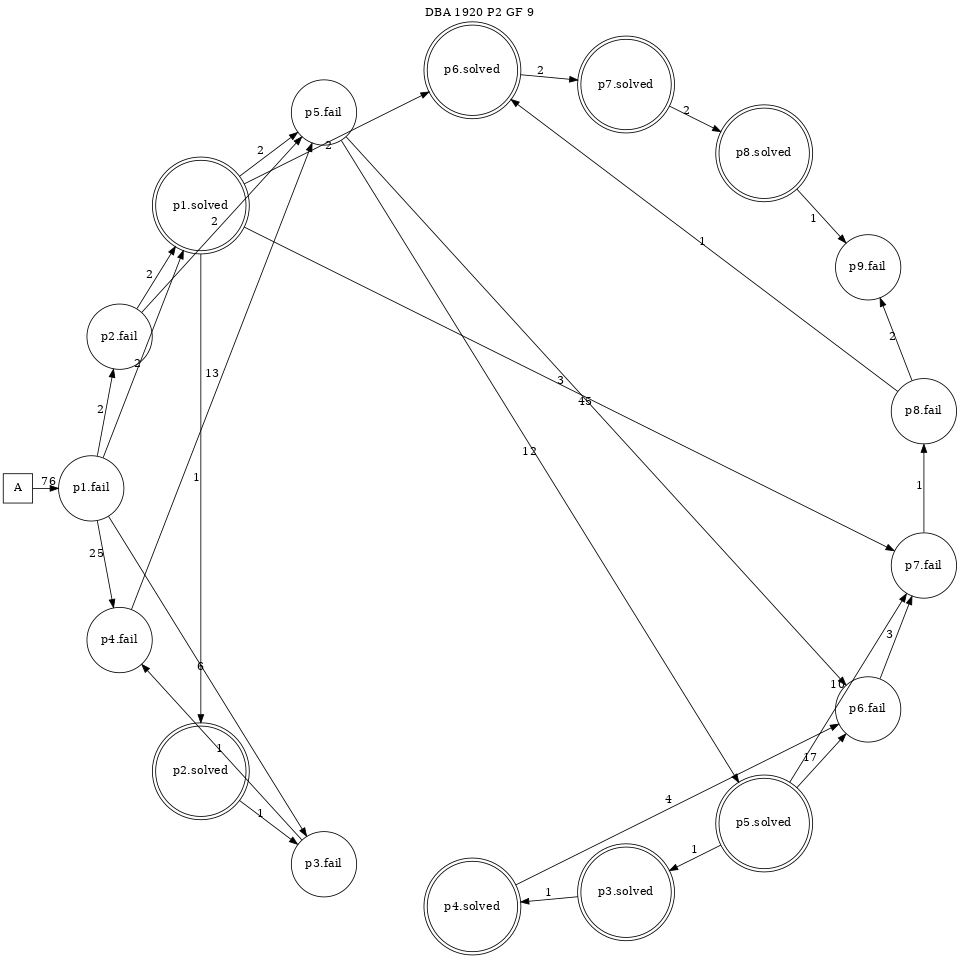 DBA 1920 P2 GF 9
p6.solved
2
p7.solved
p5.fail
2
p8.solved
2
2
p1.solved
2
1
1
p9.fail
2
p2.fail
2
2
13
3
45
p8.fail
2
12
A
76
p1.fail
1
1
25
p7.fail
p4.fail
3
6
10
p6.fail
1
17
p2.solved
4
1
p5.solved
p3.fail
1
1
p3.solved
p4.solved